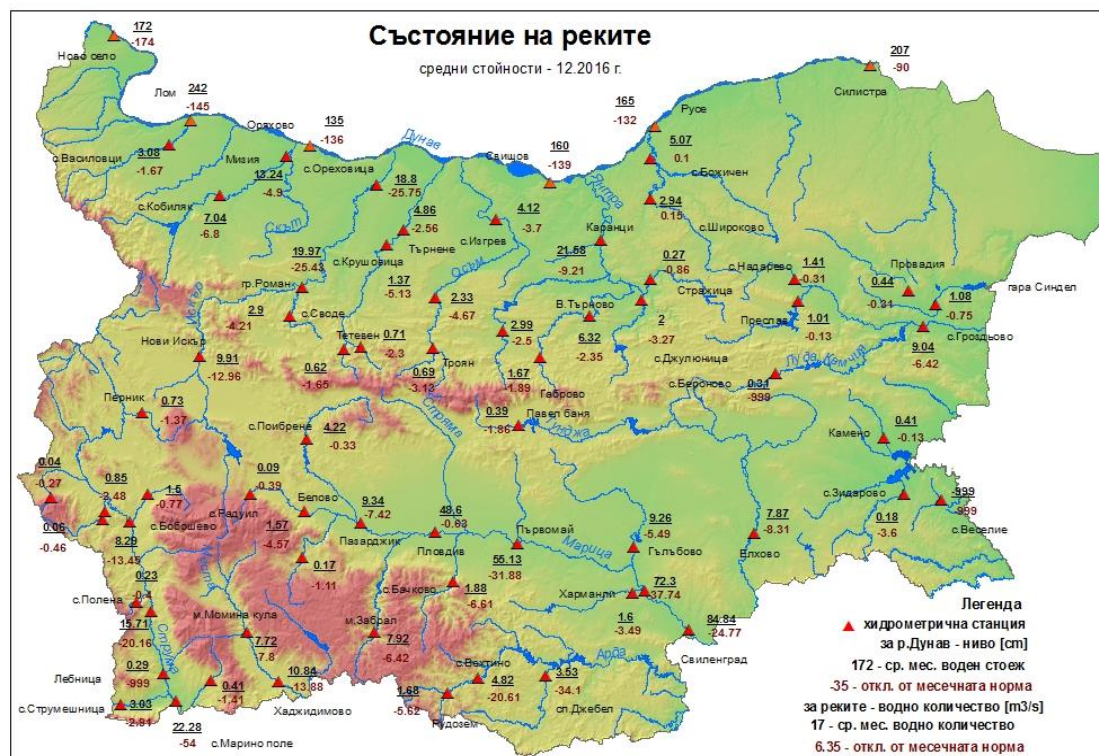 Състояние на реките
средни стойности - 12.2016 г.
172
-174
Ново село
207
-90
Силистра
Лом
242
-145
Оряхово
135
-136
Дунав
165
-132
Русе
Свищов
160
-139
5.07
0.1
с.Божичен
с.Василовци
3.08
-1.67
Мизия
13.24
-4.9
с.Ореховица
18.8
-25.75
Янтра
2.94
0.15
с.Широково
с.Кобиляк
7.04
-6.8
Скът
4.86
-2.56
Търнене
с.Изгрев
4.12
-3.7
Каранци
21.58
-9.21
19.97
-25.43
с.Крушовица
гр.Роман
1.37
-5.13
Осъм
2.33
-4.67
0.27
-0.86
Стражица
с.Надарево
1.41
-0.31
Провадия
0.44
-0.31
гара Синдел
1.08
-0.75
с.Гроздьово
Искър
2.9
-4.21
с.Своде
В.Търново
2.99
-2.5
6.32
-2.35
2
-3.27
с.Джулюница
Преслав
1.01
-0.13
9.04
-6.42
Луда Камчия
Нови Искър
9.91
-12.96
Тетевен
0.71
-2.3
0.62
-1.65
Троян
0.69
-3.13
1.67
-1.89
Габрово
с.Бероново
0.31
-999
Перник
0.73
-1.37
с.Поибрене
4.22
-0.33
Стряма
0.39
-1.86
Павел баня
Тунджа
Камено
0.41
-0.13
0.04
-0.27
0.85
-2.48
1.5
-0.77
с.Бобошево
0.09
-0.39
с.Радуил
Белово
9.34
-7.42
Пазарджик
48.6
-0.63
Пловдив
Първомай
55.13
-31.88
Марица
9.26
-5.49
Гълъбово
7.87
-8.31
Елхово
с.Зидарово
0.18
-3.6
-999
-999
с.Веселие
0.06
-0.46
8.29
-13.45
1.57
-4.57
0.17
-1.11
Места
с.Полена
0.23
-0.4
15.71
-20.16
Струма
м.Момина кула
7.72
-7.8
м.Забрал
7.92
-6.42
с.Бачково
1.88
-6.61
Харманли
1.6
-3.49
72.3
-37.74
84.84
-24.77
Свиленград
Лебница
0.29
-999
с.Струмешница
3.03
-2.81
22.28
-54
с.Марино поле
0.41
-1.41
10.84
-13.88
Хаджидимово
1.68
-5.62
Рудозем
с.Вехтино
4.82
-20.61
3.53
-34.1
сп.Джебел
Арда
Легенда
хидрометрична станция
за р.Дунав - ниво [cm]
172 - ср. мес. воден стоеж
-35 - откл. от месечната норма
за реките - водно количество [m3/s]
17 - ср. мес. водно количество
6.35 - откл. от месечната норма